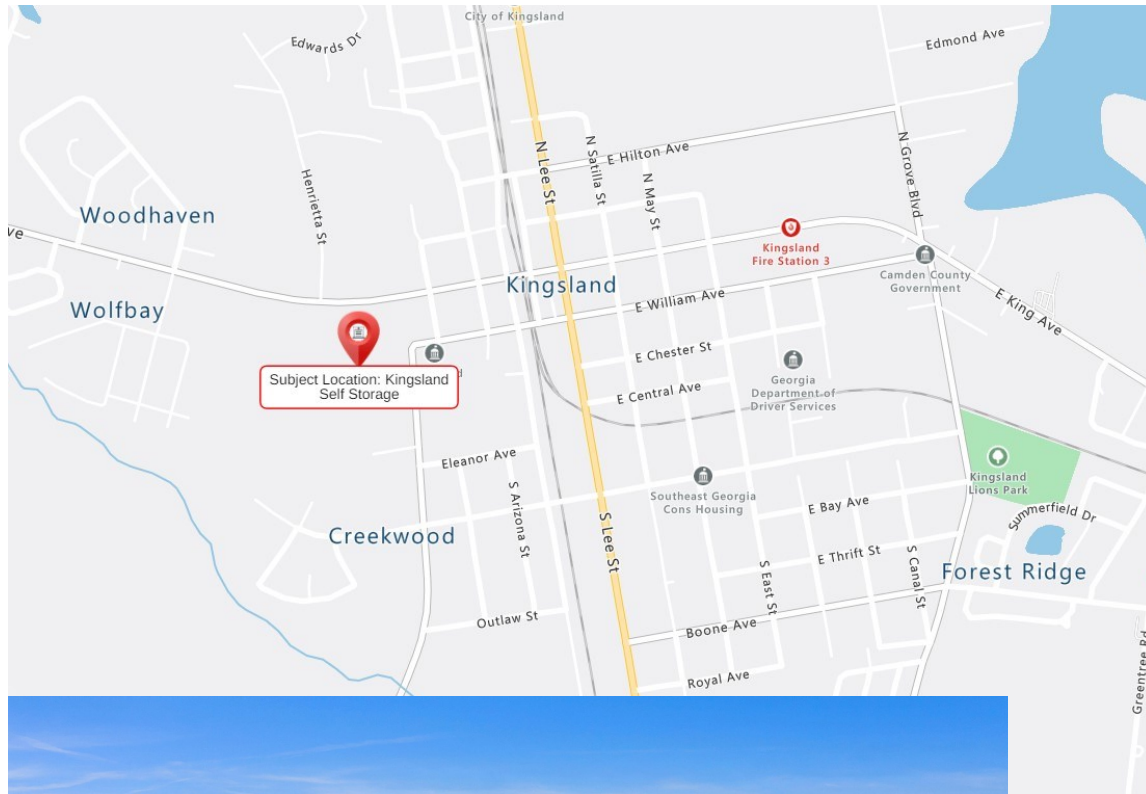 City of Kingsland
Edwards Dr
Edmond Ave
N Lee St
N Satilla St
E Hilton Ave
N May St
N Grove Blvd
Henrietta St
Woodhaven
ve
Kingsland
Fire Station 3
Camden County
Government
Kingsland
E William Ave
E King Ave
Wolfbay
E Chester St
E Central Ave
Georgia
Department of
Driver Services
Subject Location: Kingsland
Self Storage
d
Eleanor Ave
S Arizona St
Southeast Georgia
Cons Housing
Kingsland
Lions Park
E Bay Ave
Summerfield Dr
Creekwood
S Lee St
E Thrift St
S Canal St
Forest Ridge
S East St
Outlaw St
Boone Ave
Royal Ave
Greentree Rd